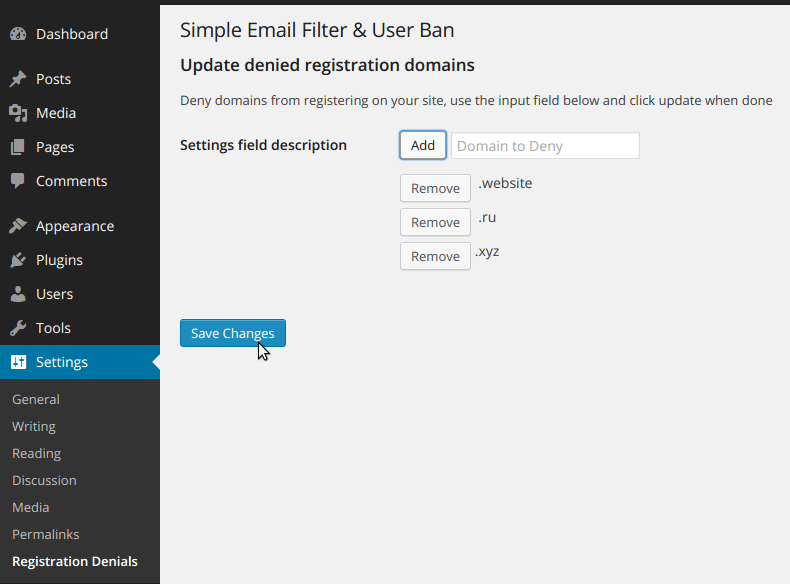 Dashboard
Posts
Media
Pages
Comments
Appearance
Plugins
Users
Tools
Settings
General
Writing
Reading
Discussion
Media
Permalinks
Registration Denials
Simple Email Filter & User Ban
Update denied registration domains
Deny domains from registering on your site, use the input field below and click update when done
Settings field description
Add Domain to Deny
Remove .website
Remove .ru
Remove .xyz
Save Changes